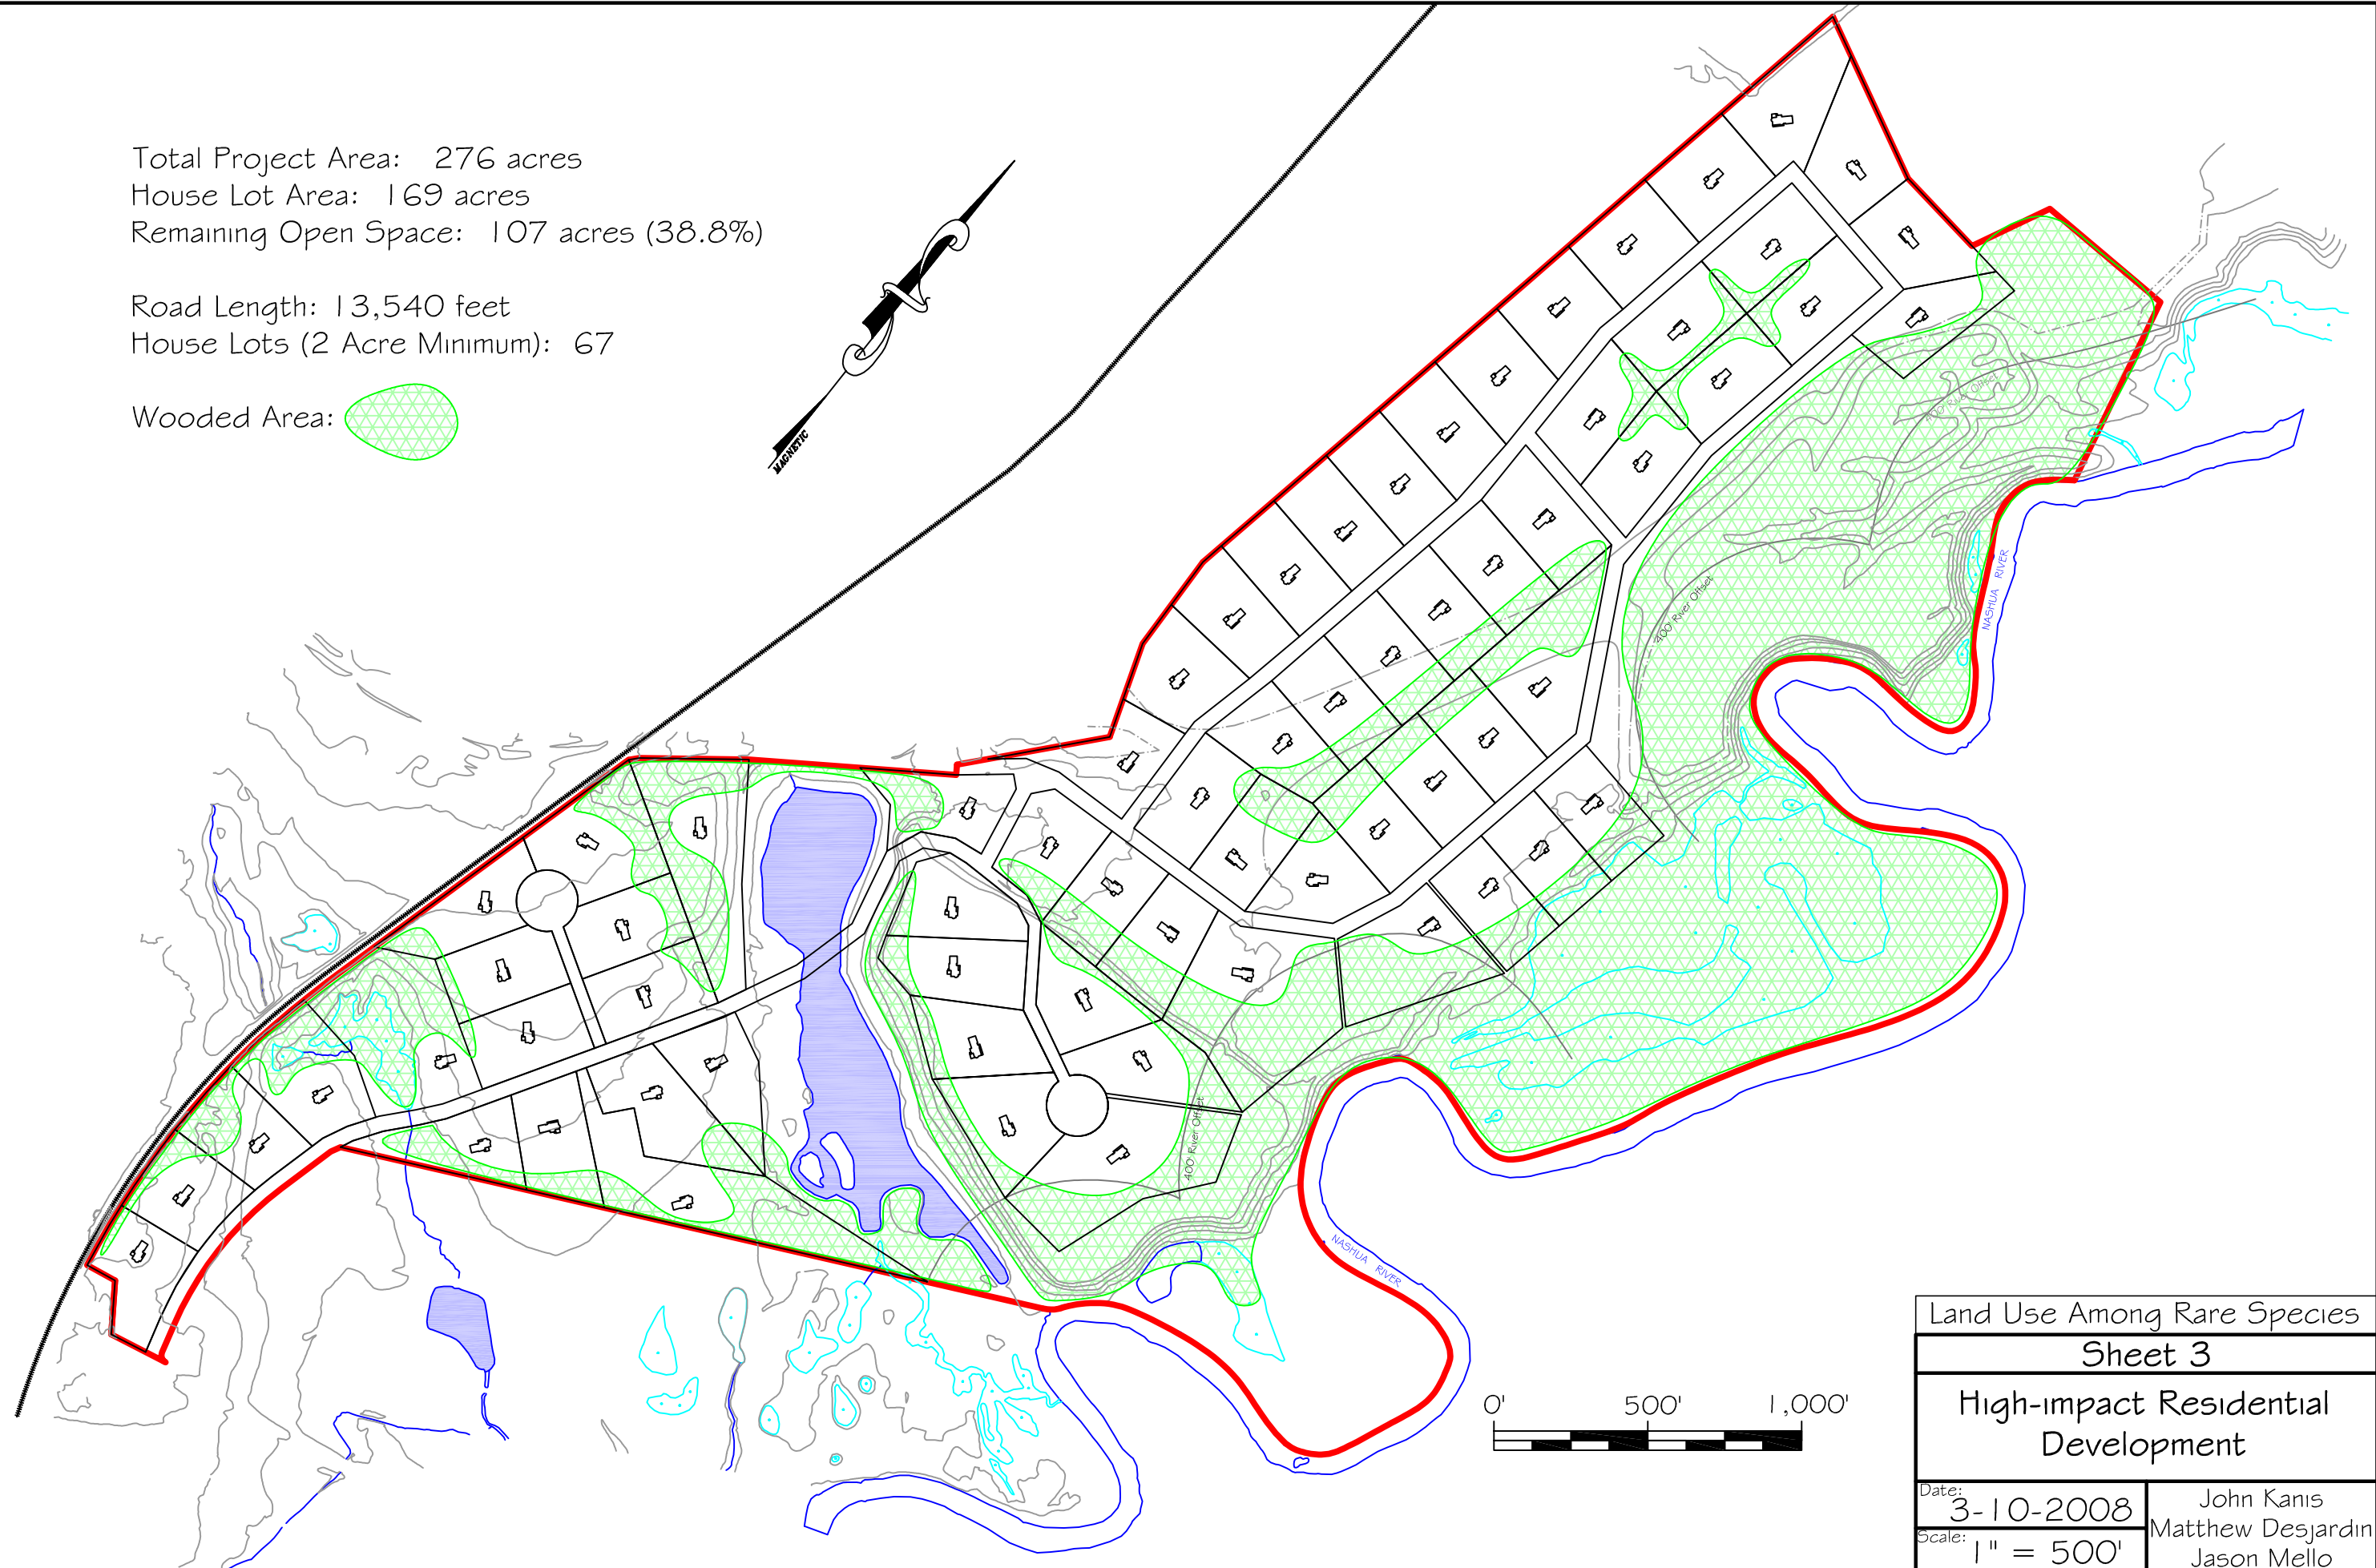 Total Project Area: 276 acres
House Lot Area: 169 acres
Remaining Open Space: 107 acres (38.8%)
Road Length: 13,540 feet
House Lots (2 Acre Minimum): 67
Wooded Area:
MAGNETIC
400' River Offset
400' River Offset
NASHUA RIVER
400' River Offset
NASHUA RIVER
0' 500' 1,000'
Land Use Among Rare Species
Sheet 3
High-impact Residential
Development
Date:
3-10-2008
Scale:
1" = 500'
John Kanis
Matthew Desjardin
Jason Mello